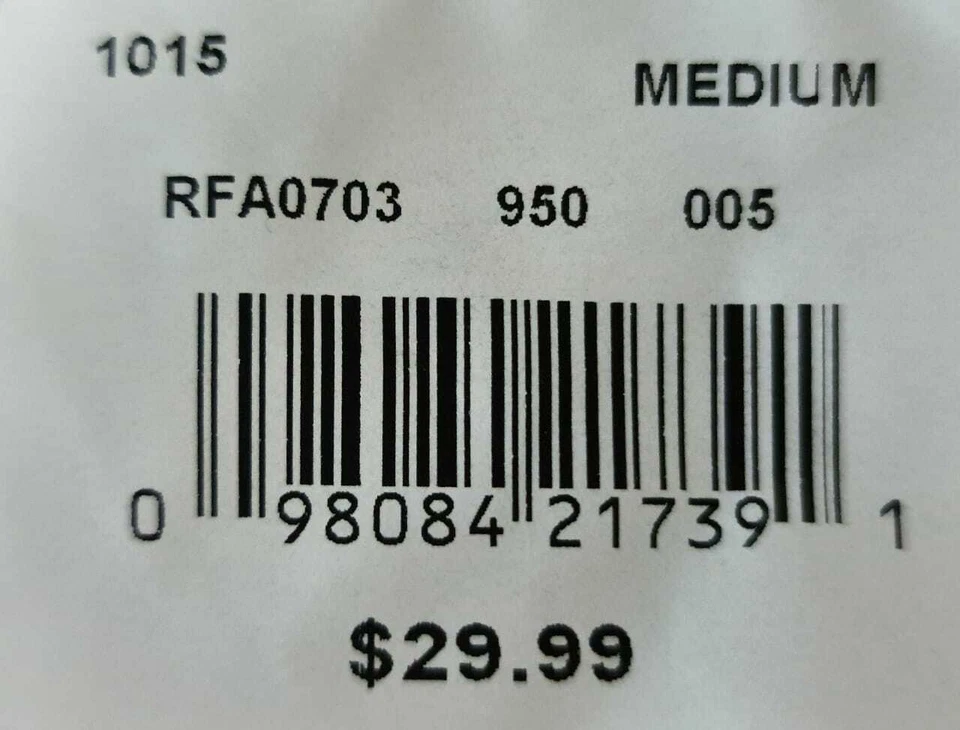 1015 MEDIUM
RFA0703 950 005
0 98084 21739 1
$29.99